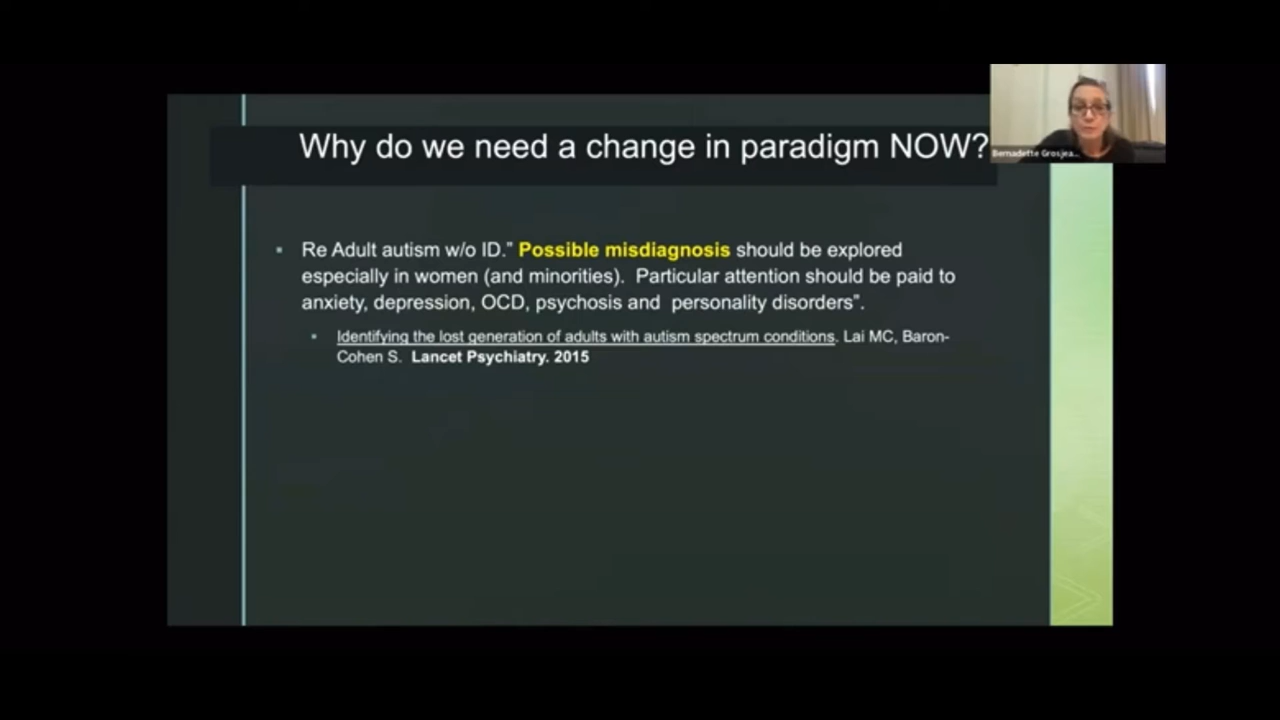 Why do we need a change in paradigm NOW?
Bernadette Grosjea...
▪ Re Adult autism w/o ID.” Possible misdiagnosis should be explored
especially in women (and minorities). Particular attention should be paid to
anxiety, depression, OCD, psychosis and personality disorders”.
▪ Identifying the lost generation of adults with autism spectrum conditions. Lai MC, Baron-
Cohen S. Lancet Psychiatry. 2015